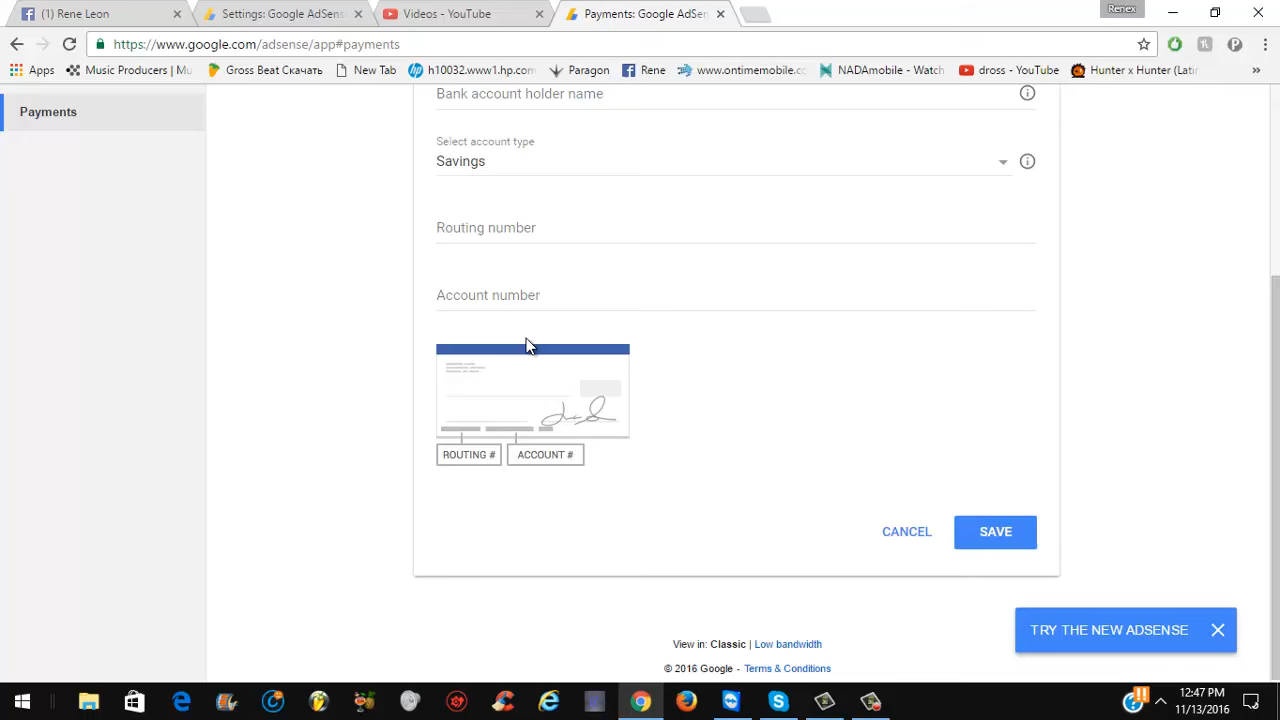 (1) Rene Leon
Settings: Google AdSens
Videos - YouTube
Payments: Google AdSen
Renex
https://www.google.com/adsense/app#payments
Apps
Music Producers | Mu
Gross Beat Скачать
New Tab
h10032.www1.hp.com
Paragon
Rene
www.ontimemobile.cc
NADAmobile - Watch
dross - YouTube
Hunter x Hunter (Latir
»
Payments
Bank account holder name
Select account type
Savings
Routing number
Account number
ROUTING #
ACCOUNT #
CANCEL
SAVE
TRY THE NEW ADSENSE
View in: Classic | Low bandwidth
© 2016 Google - Terms & Conditions
12:47 PM
11/13/2016